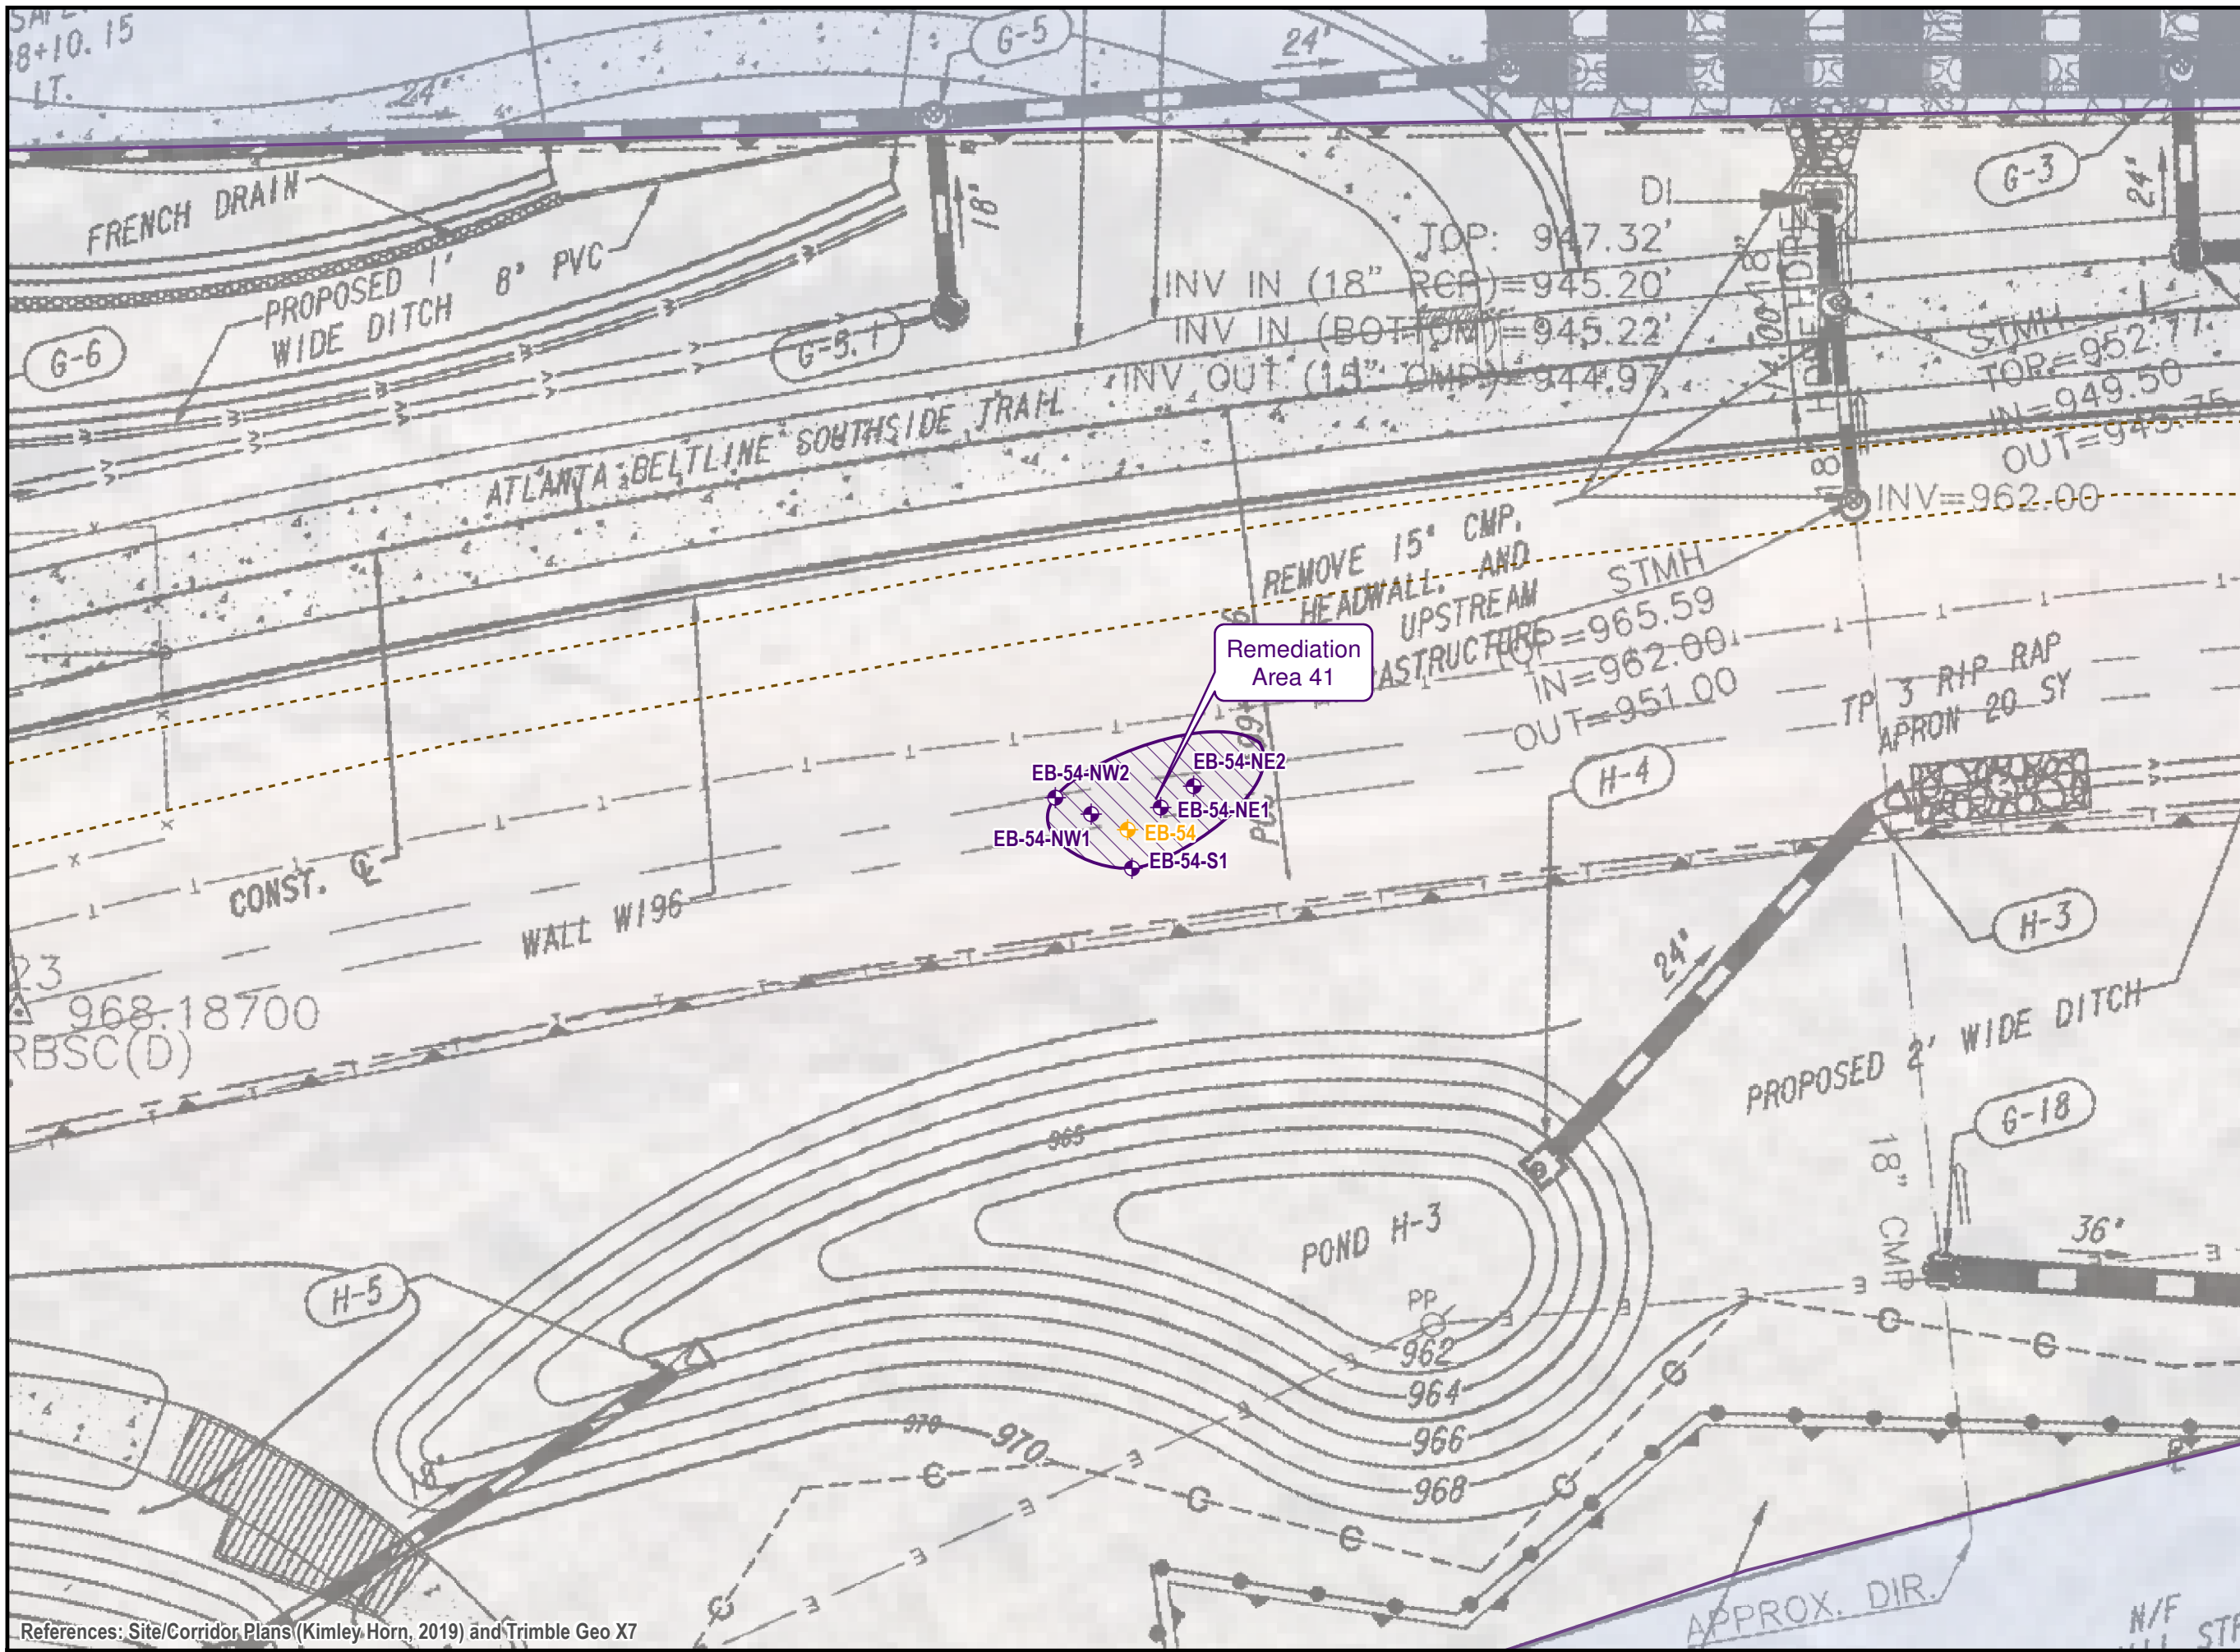 8+10.15
LT.
G-5
24"
24"
FRENCH DRAIN
PROPOSED 1'
WIDE DITCH
8" PVC
18"
G-6
G-5.1
DI
TOP: 947.32'
INV IN (18" RCP)=945.20'
INV IN (BOTTOM)=945.22'
INV OUT (15" CMP)=944.97'
G-3
24"
STMH
TOP=952.77
IN=949.50
OUT=945.75
18"
INV=962.00
ATLANTA BELTLINE SOUTHSIDE TRAIL
REMOVE 15" CMP,
HEADWALL, AND
UPSTREAM
STMH
TOP=965.59
IN=962.00
OUT=951.00
Remediation
Area 41
TP 3 RIP RAP
APRON 20 SY
EB-54-NW2
EB-54-NE2
EB-54-NE1
EB-54-NW1
EB-54
EB-54-S1
H-4
CONST. ℄
WALL W196
H-3
23
968.18700
RBSC(D)
24"
PROPOSED 2' WIDE DITCH
G-18
18" CMP
36"
965
POND H-3
PP
H-5
18"
962
964
966
968
970
970
APPROX. DIR.
N/F
References: Site/Corridor Plans (Kimley Horn, 2019) and Trimble Geo X7